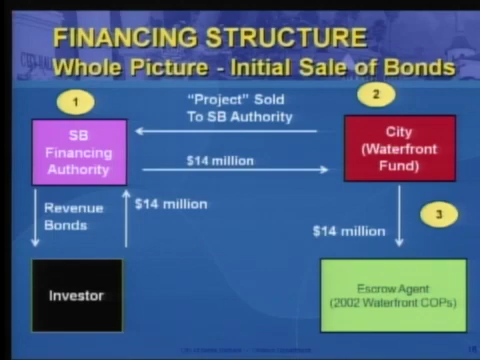 FINANCING STRUCTURE
Whole Picture - Initial Sale of Bonds
1
"Project" Sold
To SB Authority
2
SB
Financing
Authority
$14 million
City
(Waterfront
Fund)
Revenue
Bonds
$14 million
3
$14 million
Investor
Escrow Agent
(2002 Waterfront COPs)